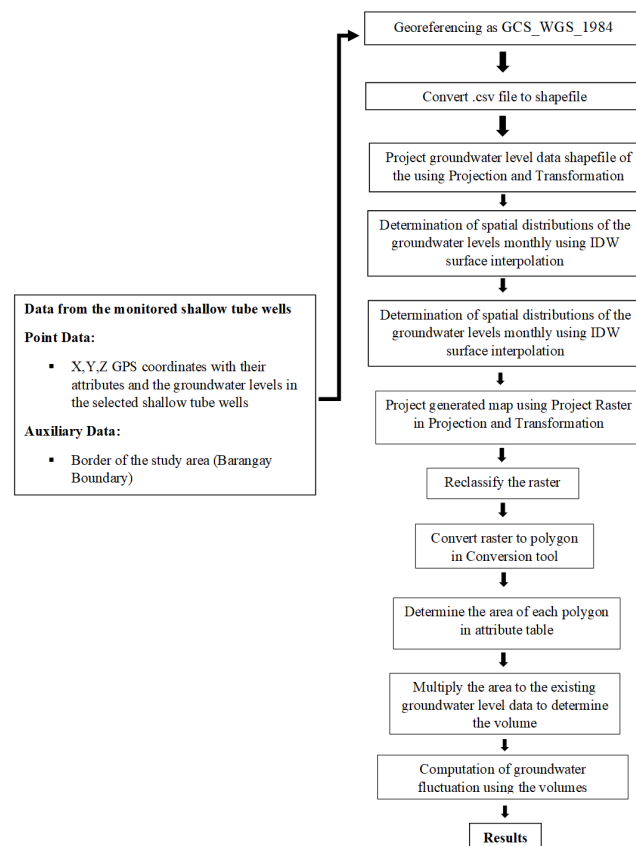 Data from the monitored shallow tube wells
Point Data:
▪ X,Y,Z GPS coordinates with their
attributes and the groundwater levels in
the selected shallow tube wells
Auxiliary Data:
▪ Border of the study area (Barangay
Boundary)
Georeferencing as GCS_WGS_1984
Convert .csv file to shapefile
Project groundwater level data shapefile of
the using Projection and Transformation
Determination of spatial distributions of the
groundwater levels monthly using IDW
surface interpolation
Determination of spatial distributions of the
groundwater levels monthly using IDW
surface interpolation
Project generated map using Project Raster
in Projection and Transformation
Reclassify the raster
Convert raster to polygon
in Conversion tool
Determine the area of each polygon
in attribute table
Multiply the area to the existing
groundwater level data to determine
the volume
Computation of groundwater
fluctuation using the volumes
Results